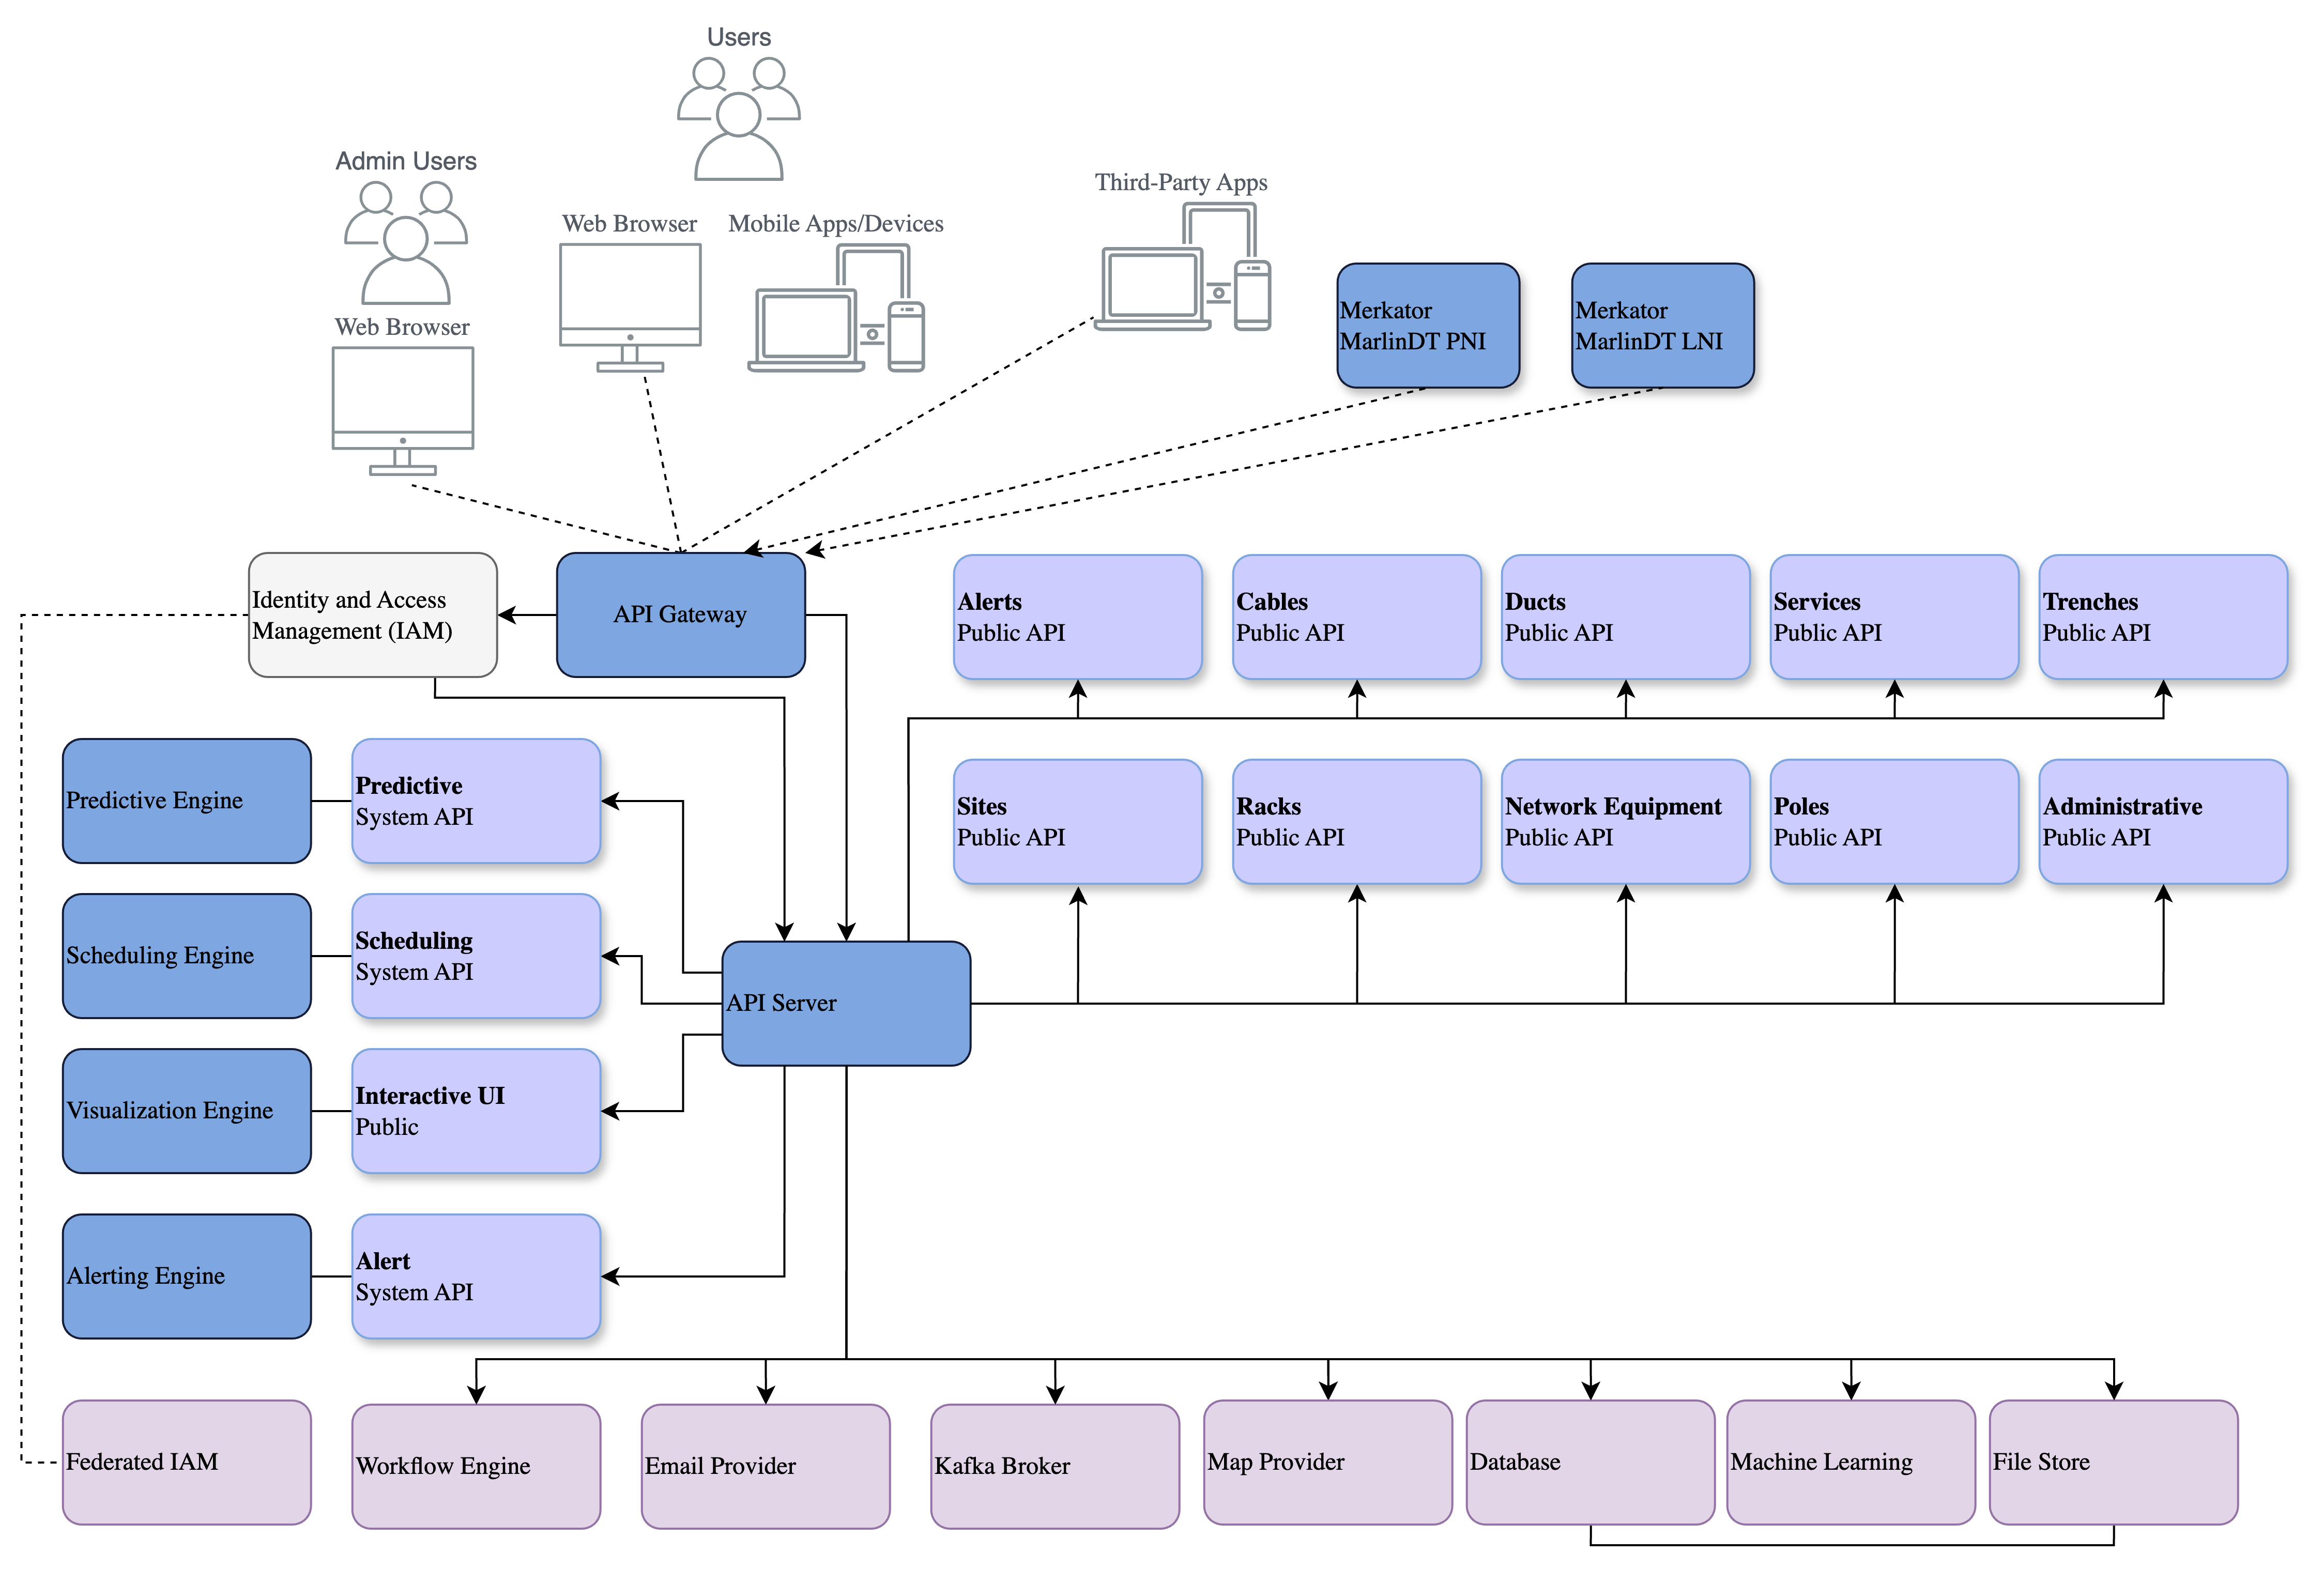 Users
Admin Users
Third-Party Apps
Web Browser
Mobile Apps/Devices
Web Browser
Merkator
MarlinDT PNI
Merkator
MarlinDT LNI
Identity and Access
Management (IAM)
API Gateway
Alerts
Public API
Cables
Public API
Ducts
Public API
Services
Public API
Trenches
Public API
Predictive Engine
Predictive
System API
Sites
Public API
Racks
Public API
Network Equipment
Public API
Poles
Public API
Administrative
Public API
Scheduling Engine
Scheduling
System API
API Server
Visualization Engine
Interactive UI
Public
Alerting Engine
Alert
System API
Federated IAM
Workflow Engine
Email Provider
Kafka Broker
Map Provider
Database
Machine Learning
File Store